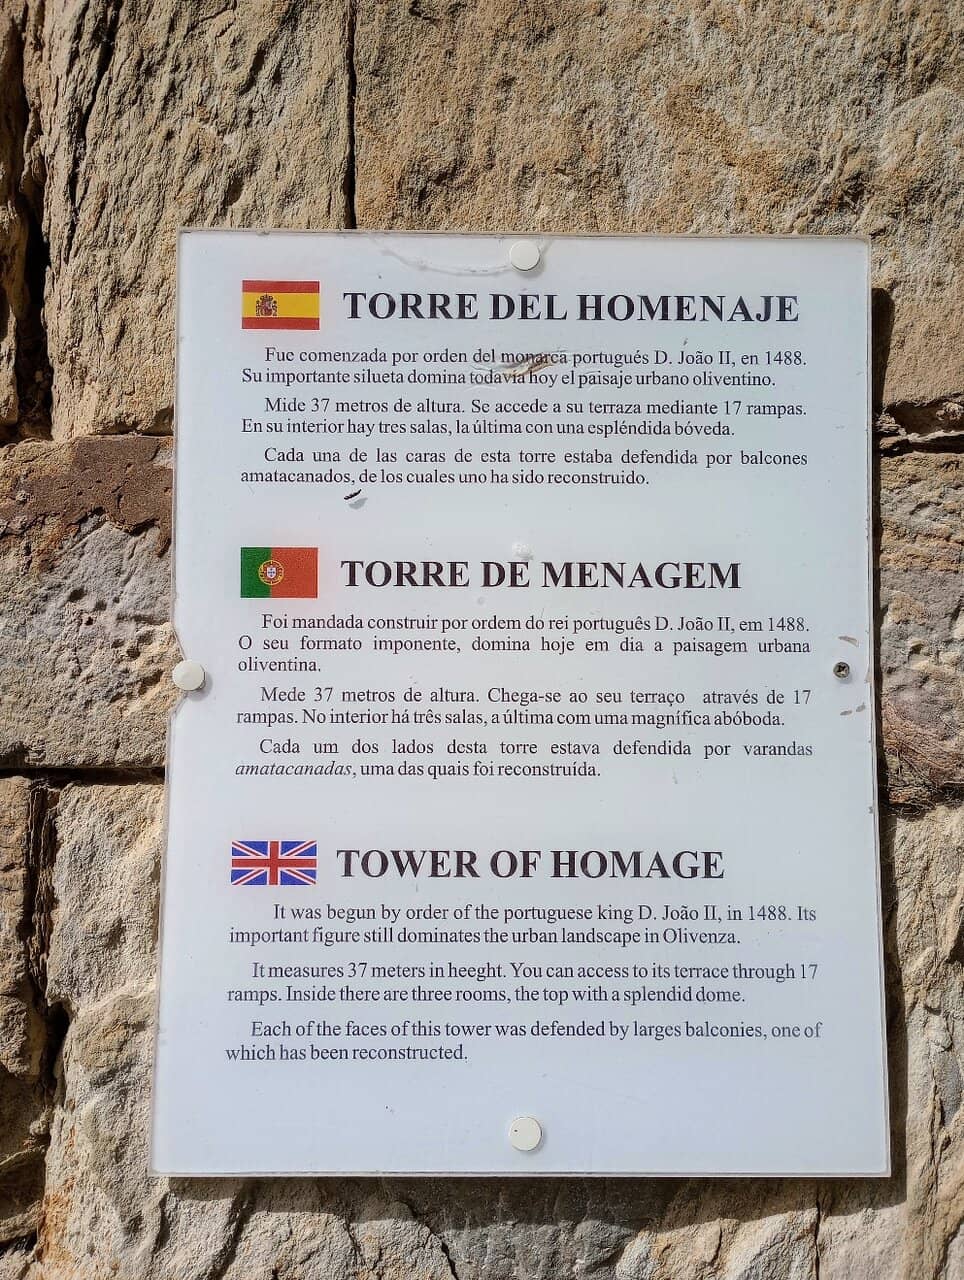 TORRE DEL HOMENAJE
Fue comenzada por orden del monarca portugués D. João II, en 1488.
Su importante silueta domina todavía hoy el paisaje urbano oliventino.
Mide 37 metros de altura. Se accede a su terraza mediante 17 rampas.
En su interior hay tres salas, la última con una espléndida bóveda.
Cada una de las caras de esta torre estaba defendida por balcones
amatacanados, de los cuales uno ha sido reconstruido.
TORRE DE MENAGEM
Foi mandada construir por ordem do rei português D. João II, em 1488.
O seu formato imponente, domina hoje em dia a paisagem urbana
oliventina.
Mede 37 metros de altura. Chega-se ao seu terraço através de 17
rampas. No interior há três salas, a última com uma magnífica abóboda.
Cada um dos lados desta torre estava defendida por varandas
amatacanadas, uma das quais foi reconstruída.
TOWER OF HOMAGE
It was begun by order of the portuguese king D. João II, in 1488. Its
important figure still dominates the urban landscape in Olivenza.
It measures 37 meters in heeght. You can access to its terrace through 17
ramps. Inside there are three rooms, the top with a splendid dome.
Each of the faces of this tower was defended by larges balconies, one of
which has been reconstructed.